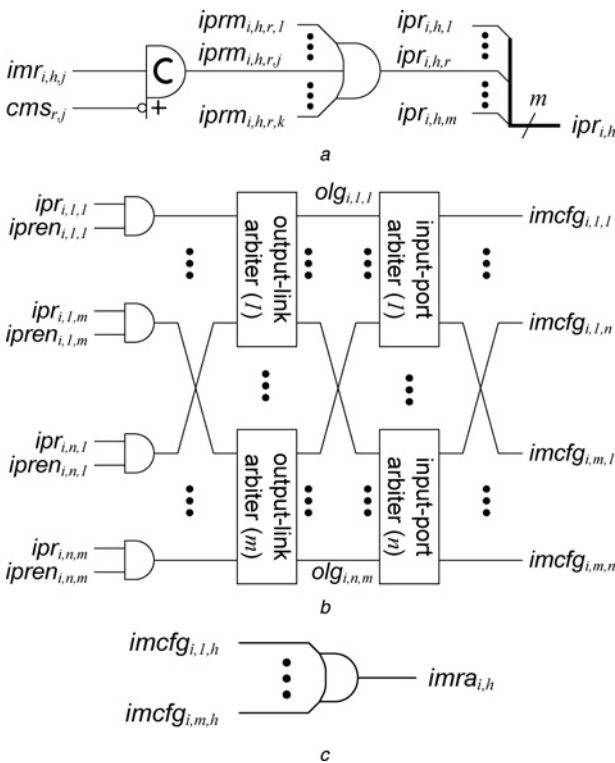 iprm_{i,h,r,1} ipr_{i,h,1}
imr_{i,h,j} C iprm_{i,h,r,j} ipr_{i,h,r}
cms_{r,j} + m
iprm_{i,h,r,k} ipr_{i,h,m} ipr_{i,h}
a
ipr_{i,1,1} olg_{i,1,1} imcfg_{i,1,1}
ipren_{i,1,1}
output-link arbiter (1)
input-port arbiter (1)
ipr_{i,1,m} imcfg_{i,1,n}
ipren_{i,1,m}
ipr_{i,n,1} imcfg_{i,m,1}
ipren_{i,n,1}
output-link arbiter (m)
input-port arbiter (n)
ipr_{i,n,m} imcfg_{i,m,n}
ipren_{i,n,m} olg_{i,n,m}
b
imcfg_{i,1,h}
imra_{i,h}
imcfg_{i,m,h}
c